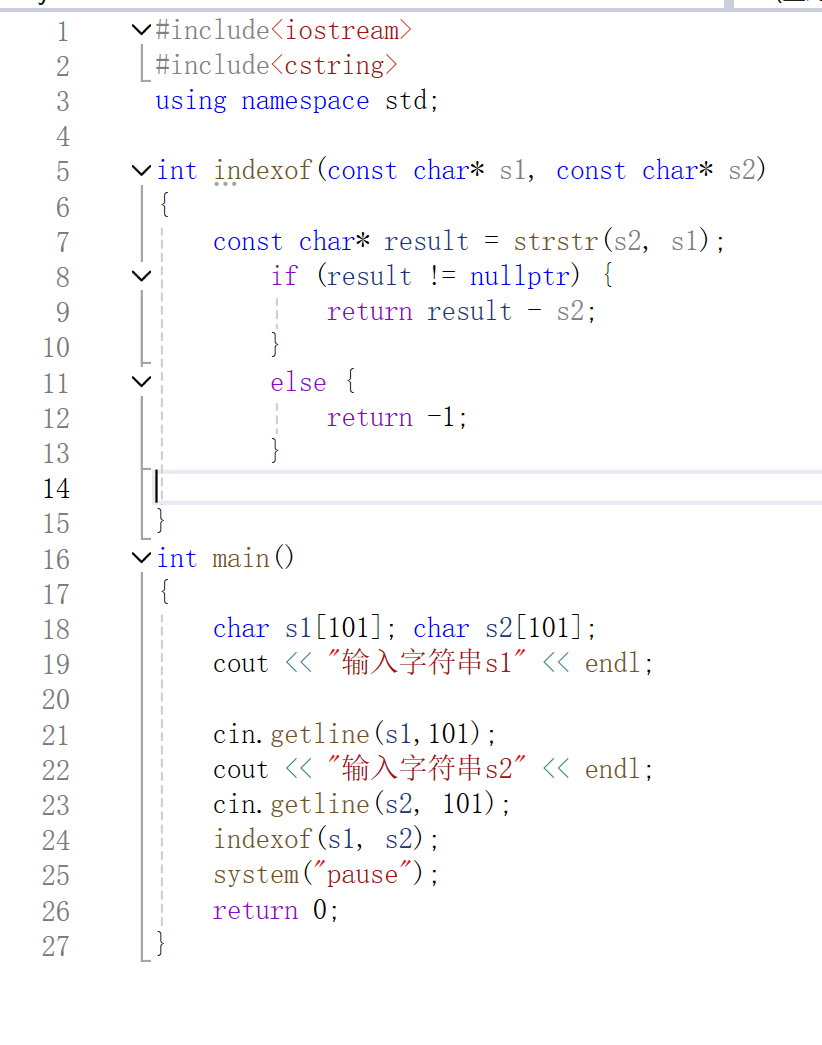 1 #include<iostream>
2 #include<cstring>
3 using namespace std;
4
5 int indexof(const char* s1, const char* s2)
6 {
7 const char* result = strstr(s2, s1);
8 if (result != nullptr) {
9 return result - s2;
10 }
11 else {
12 return -1;
13 }
14
15 }
16 int main()
17 {
18 char s1[101]; char s2[101];
19 cout << "输入字符串s1" << endl;
20
21 cin.getline(s1,101);
22 cout << "输入字符串s2" << endl;
23 cin.getline(s2, 101);
24 indexof(s1, s2);
25 system("pause");
26 return 0;
27 }